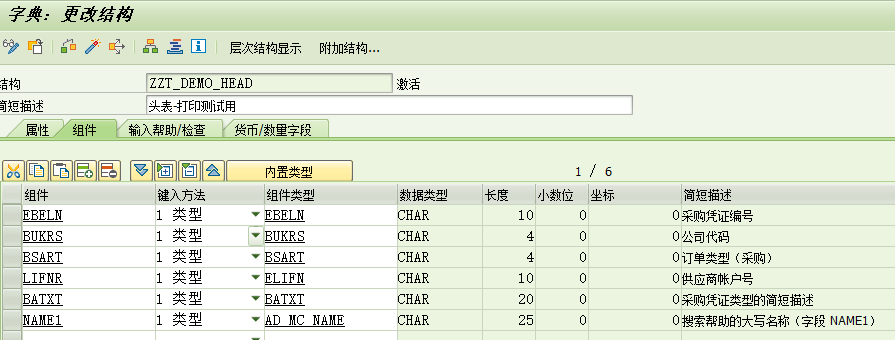 字典: 更改结构
层次结构显示 附加结构...
结构 ZZT_DEMO_HEAD 激活
简短描述 头表-打印测试用
属性 组件 输入帮助/检查 货币/数量字段
内置类型 1 / 6
组件 键入方法 组件类型 数据类型 长度 小数位 坐标 简短描述
EBELN 1 类型 EBELN CHAR 10 0 0 采购凭证编号
BUKRS 1 类型 BUKRS CHAR 4 0 0 公司代码
BSART 1 类型 BSART CHAR 4 0 0 订单类型（采购）
LIFNR 1 类型 ELIFN CHAR 10 0 0 供应商帐户号
BATXT 1 类型 BATXT CHAR 20 0 0 采购凭证类型的简短描述
NAME1 1 类型 AD_MC_NAME CHAR 25 0 0 搜索帮助的大写名称（字段 NAME1）